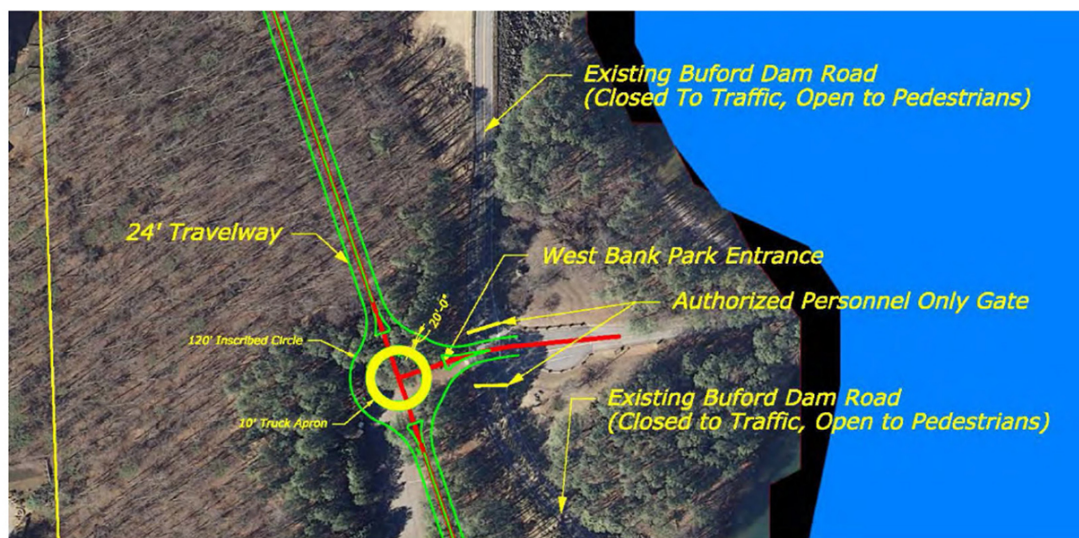 Existing Buford Dam Road
(Closed To Traffic, Open to Pedestrians)
24' Travelway
West Bank Park Entrance
20'-0"
Authorized Personnel Only Gate
120' Inscribed Circle
Existing Buford Dam Road
(Closed to Traffic, Open to Pedestrians)
10' Truck Apron